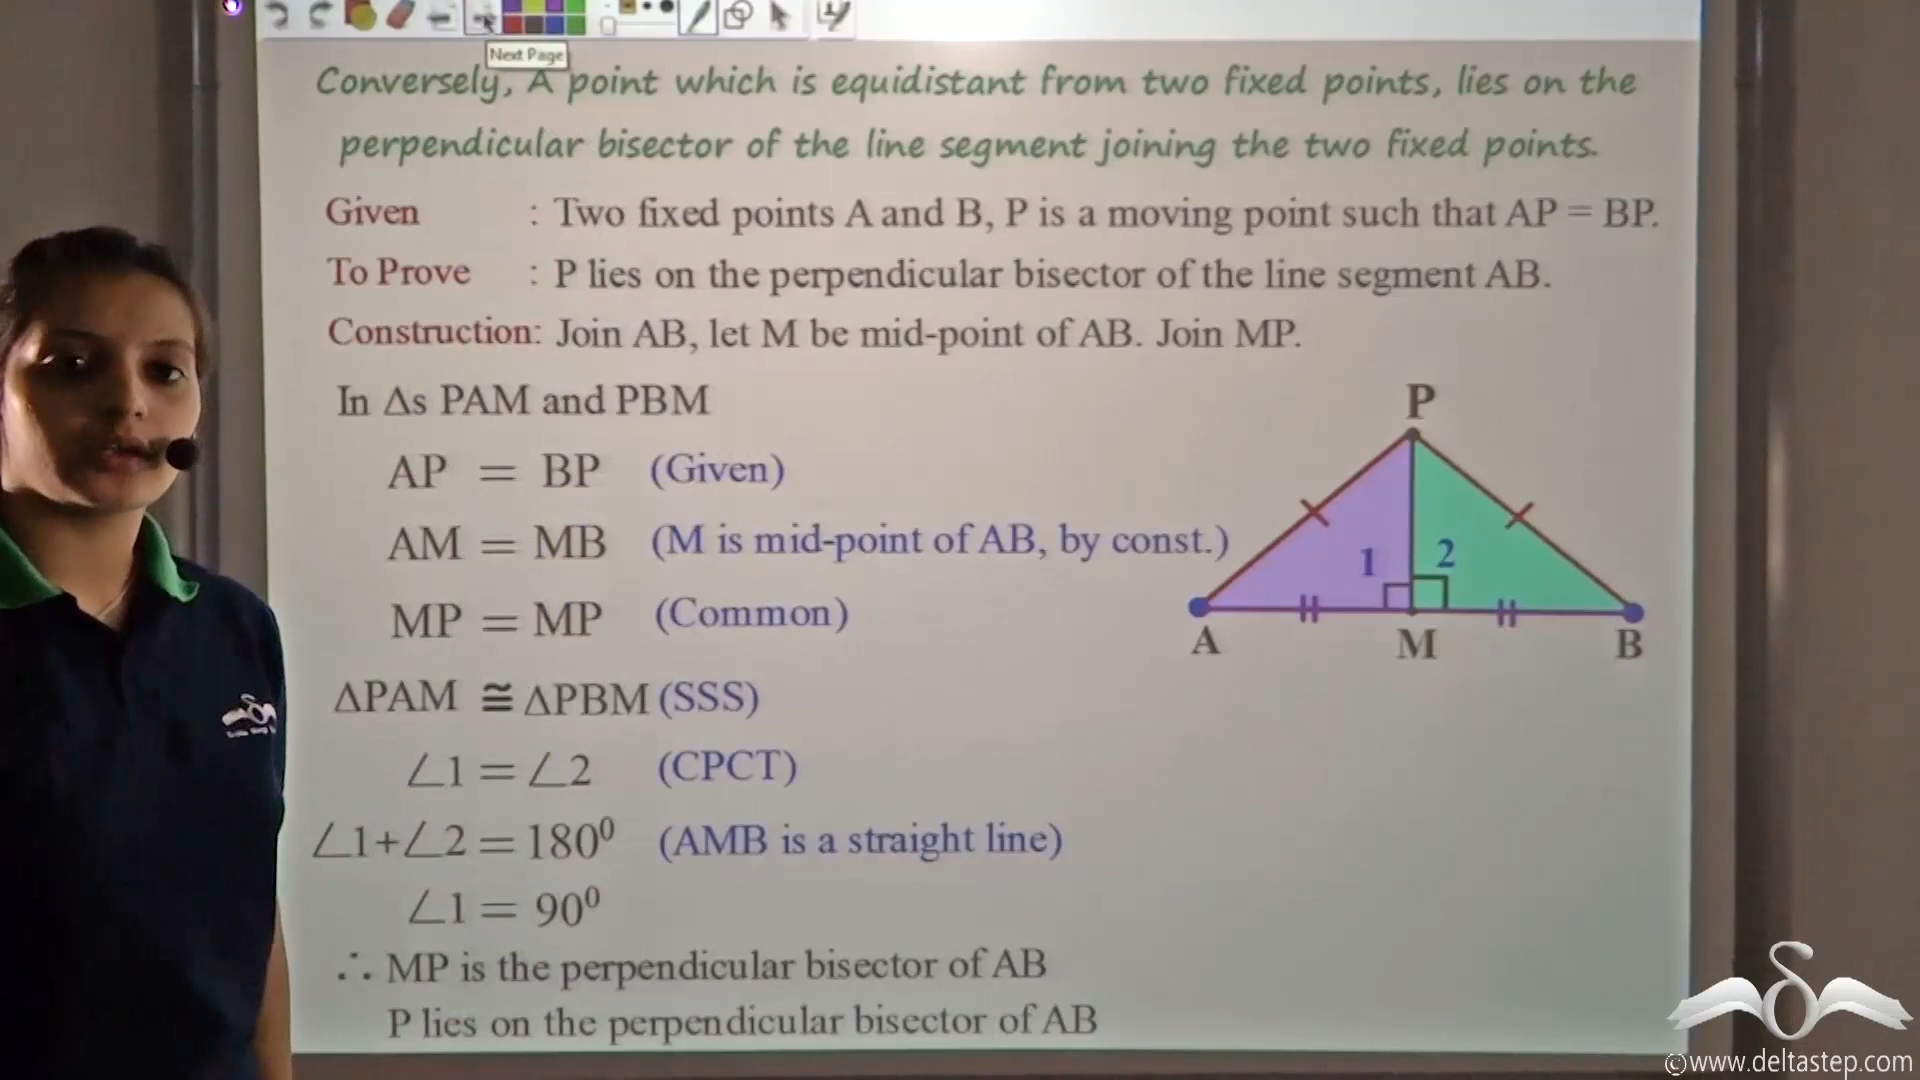 Next Page
Conversely, A point which is equidistant from two fixed points, lies on the
perpendicular bisector of the line segment joining the two fixed points.
Given : Two fixed points A and B, P is a moving point such that AP = BP.
To Prove : P lies on the perpendicular bisector of the line segment AB.
Construction: Join AB, let M be mid-point of AB. Join MP.
In Δs PAM and PBM
AP = BP (Given)
AM = MB (M is mid-point of AB, by const.)
MP = MP (Common)
ΔPAM ≅ ΔPBM (SSS)
∠1 = ∠2 (CPCT)
∠1+∠2 = 180⁰ (AMB is a straight line)
∠1 = 90⁰
∴ MP is the perpendicular bisector of AB
P lies on the perpendicular bisector of AB
P
1 2
A M B
©www.deltastep.com